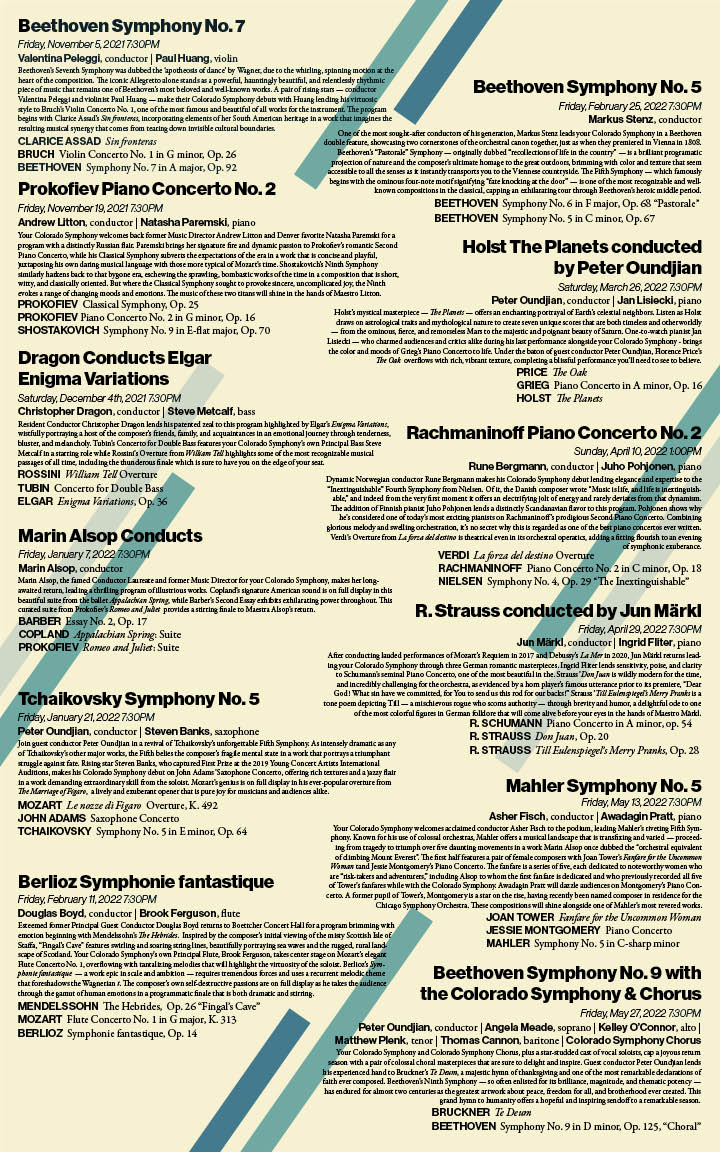 Beethoven Symphony No. 7
Friday, November 5, 2021 7:30PM
Valentina Peleggi, conductor | Paul Huang, violin
Beethoven's Seventh Symphony was dubbed the 'apotheosis of dance' by Wagner, due to the whirling, spinning motion at the
heart of the composition. The iconic Allegretto alone stands as a powerful, hauntingly beautiful, and relentlessly rhythmic
piece of music that remains one of Beethoven's most beloved and well-known works. A pair of rising stars — conductor
Valentina Peleggi and violinist Paul Huang — make their Colorado Symphony debuts with Huang lending his virtuosic
style to Bruch's Violin Concerto No. 1, one of the most famous and beautiful of all works for the instrument. The program
begins with Clarice Assad's Sin fronteras, incorporating elements of her South American heritage in a work that imagines the
resulting musical synergy that comes from tearing down invisible cultural boundaries.
CLARICE ASSAD Sin fronteras
BRUCH Violin Concerto No. 1 in G minor, Op. 26
BEETHOVEN Symphony No. 7 in A major, Op. 92
Prokofiev Piano Concerto No. 2
Friday, November 19, 2021 7:30PM
Andrew Litton, conductor | Natasha Paremski, piano
Your Colorado Symphony welcomes back former Music Director Andrew Litton and Denver favorite Natasha Paremski for a
program with a distinctly Russian flair. Paremski brings her signature fire and dynamic passion to Prokofiev's romantic Second
Piano Concerto, while his Classical Symphony subverts the expectations of the era in a work that is concise and playful,
juxtaposing his own daring musical language with those more typical of Mozart's time. Shostakovich's Ninth Symphony
similarly harkens back to that bygone era, eschewing the sprawling, bombastic works of the time in a composition that is short,
witty, and classically oriented. But where the Classical Symphony sought to provoke sincere, uncomplicated joy, the Ninth
evokes a range of changing moods and emotions. The music of these two titans will shine in the hands of Maestro Litton.
PROKOFIEV Classical Symphony, Op. 25
PROKOFIEV Piano Concerto No. 2 in G minor, Op. 16
SHOSTAKOVICH Symphony No. 9 in E-flat major, Op. 70
Dragon Conducts Elgar
Enigma Variations
Saturday, December 4th, 2021 7:30PM
Christopher Dragon, conductor | Steve Metcalf, bass
Resident Conductor Christopher Dragon lends his patented zeal to this program highlighted by Elgar's Enigma Variations,
wistfully portraying a host of the composer's friends, family, and acquaintances in an emotional journey through tenderness,
bluster, and melancholy. Tubin's Concerto for Double Bass features your Colorado Symphony's own Principal Bass Steve
Metcalf in a starring role while Rossini's Overture from William Tell highlights some of the most recognizable musical
passages of all time, including the thunderous finale which is sure to have you on the edge of your seat.
ROSSINI William Tell Overture
TUBIN Concerto for Double Bass
ELGAR Enigma Variations, Op. 36
Marin Alsop Conducts
Friday, January 7, 2022 7:30PM
Marin Alsop, conductor
Marin Alsop, the famed Conductor Laureate and former Music Director for your Colorado Symphony, makes her long-
awaited return, leading a thrilling program of illustrious works. Copland's signature American sound is on full display in this
beautiful suite from the ballet Appalachian Spring, while Barber's Second Essay exhibits exhilarating power throughout. This
curated suite from Prokofiev's Romeo and Juliet provides a stirring finale to Maestra Alsop's return.
BARBER Essay No. 2, Op. 17
COPLAND Appalachian Spring: Suite
PROKOFIEV Romeo and Juliet: Suite
Tchaikovsky Symphony No. 5
Friday, January 21, 2022 7:30PM
Peter Oundjian, conductor | Steven Banks, saxophone
Join guest conductor Peter Oundjian in a revival of Tchaikovsky's unforgettable Fifth Symphony. As intensely dramatic as any
of Tchaikovsky's other major works, the Fifth belies the composer's fragile mental state in a work that portrays a triumphant
struggle against fate. Rising star Steven Banks, who captured First Prize at the 2019 Young Concert Artists International
Auditions, makes his Colorado Symphony debut on John Adams' Saxophone Concerto, offering rich textures and a jazzy flair
in a work demanding extraordinary skill from the soloist. Mozart's genius is on full display in his ever-popular overture from
The Marriage of Figaro, a lively and exuberant opener that is pure joy for musicians and audiences alike.
MOZART Le nozze di Figaro Overture, K. 492
JOHN ADAMS Saxophone Concerto
TCHAIKOVSKY Symphony No. 5 in E minor, Op. 64
Berlioz Symphonie fantastique
Friday, February 11, 2022 7:30PM
Douglas Boyd, conductor | Brook Ferguson, flute
Esteemed former Principal Guest Conductor Douglas Boyd returns to Boettcher Concert Hall for a program brimming with
emotion beginning with Mendelssohn's The Hebrides. Inspired by the composer's initial viewing of the misty Scottish Isle of
Staffa, "Fingal's Cave" features swirling and soaring string lines, beautifully portraying sea waves and the rugged, rural land-
scape of Scotland. Your Colorado Symphony's own Principal Flute, Brook Ferguson, takes center stage on Mozart's elegant
Flute Concerto No. 1, overflowing with tantalizing melodies that will highlight the virtuosity of the soloist. Berlioz's Sym-
phonie fantastique — a work epic in scale and ambition — requires tremendous forces and uses a recurrent melodic theme
that foreshadows the Wagnerian s. The composer's own self-destructive passions are on full display as he takes the audience
through the gamut of human emotions in a programmatic finale that is both dramatic and stirring.
MENDELSSOHN The Hebrides, Op. 26 "Fingal's Cave"
MOZART Flute Concerto No. 1 in G major, K. 313
BERLIOZ Symphonie fantastique, Op. 14
Beethoven Symphony No. 5
Friday, February 25, 2022 7:30PM
Markus Stenz, conductor
One of the most sought-after conductors of his generation, Markus Stenz leads your Colorado Symphony in a Beethoven
double feature, showcasing two cornerstones of the orchestral canon together, just as when they premiered in Vienna in 1808.
Beethoven's "Pastorale" Symphony — originally dubbed "recollections of life in the country" — is a brilliant programatic
projection of nature and the composer's ultimate homage to the great outdoors, brimming with color and texture that seem
accessible to all the senses as it instantly transports you to the Viennese countryside. The Fifth Symphony — which famously
begins with the ominous four-note motif signifying "fate knocking at the door" — is one of the most recognizable and well-
known compositions in the classical, capping an exhilarating tour through Beethoven's heroic middle period.
BEETHOVEN Symphony No. 6 in F major, Op. 68 "Pastorale"
BEETHOVEN Symphony No. 5 in C minor, Op. 67
Holst The Planets conducted
by Peter Oundjian
Saturday, March 26, 2022 7:30PM
Peter Oundjian, conductor | Jan Lisiecki, piano
Holst's mystical masterpiece — The Planets — offers an enchanting portrayal of Earth's celestial neighbors. Listen as Holst
draws on astrological traits and mythological nature to create seven unique scores that are both timeless and otherworldly
— from the ominous, fierce, and remorseless Mars to the majestic and poignant beauty of Saturn. One-to-watch pianist Jan
Lisiecki — who charmed audiences and critics alike during his last performance alongside your Colorado Symphony - brings
the color and moods of Grieg's Piano Concerto to life. Under the baton of guest conductor Peter Oundjian, Florence Price's
The Oak overflows with rich, vibrant texture, completing a blissful performance you'll need to see to believe.
PRICE The Oak
GRIEG Piano Concerto in A minor, Op. 16
HOLST The Planets
Rachmaninoff Piano Concerto No. 2
Sunday, April 10, 2022 1:00PM
Rune Bergmann, conductor | Juho Pohjonen, piano
Dynamic Norwegian conductor Rune Bergmann makes his Colorado Symphony debut lending elegance and expertise to the
"Inextinguishable" Fourth Symphony from Nielsen. Of it, the Danish composer wrote "Music is life, and life is inextinguish-
able," and indeed from the very first moment it offers an electrifying jolt of energy and rarely deviates from that dynamism.
The addition of Finnish pianist Juho Pohjonen lends a distinctly Scandanavian flavor to this program. Pohjonen shows why
he's considered one of today's most exciting pianists on Rachmaninoff's prodigious Second Piano Concerto. Combining
glorious melody and swelling orchestration, it's no secret why this is regarded as one of the best piano concertos ever written.
Verdi's Overture from La forza del destino is theatrical even in its orchestral operatics, adding a fitting flourish to an evening
of symphonic exuberance.
VERDI La forza del destino Overture
RACHMANINOFF Piano Concerto No. 2 in C minor, Op. 18
NIELSEN Symphony No. 4, Op. 29 "The Inextinguishable"
R. Strauss conducted by Jun Märkl
Friday, April 29, 2022 7:30PM
Jun Märkl, conductor | Ingrid Fliter, piano
After conducting lauded performances of Mozart's Requiem in 2017 and Debussy's La Mer in 2020, Jun Märkl returns lead-
ing your Colorado Symphony through three German romantic masterpieces. Ingrid Fliter lends sensitivity, poise, and clarity
to Schumann's seminal Piano Concerto, one of the most beautiful in the. Strauss' Don Juan is wildly modern for the time,
and incredibly challenging for the orchestra, as evidenced by a horn player's famous utterance prior to its premiere, "Dear
God! What sin have we committed, for You to send us this rod for our backs!" Strauss' Till Eulenspiegel's Merry Pranks is a
tone poem depicting Till — a mischievous rogue who scorns authority — through brevity and humor, a delightful ode to one
of the most colorful figures in German folklore that will come alive before your eyes in the hands of Maestro Märkl.
R. SCHUMANN Piano Concerto in A minor, op. 54
R. STRAUSS Don Juan, Op. 20
R. STRAUSS Till Eulenspiegel's Merry Pranks, Op. 28
Mahler Symphony No. 5
Friday, May 13, 2022 7:30PM
Asher Fisch, conductor | Awadagin Pratt, piano
Your Colorado Symphony welcomes acclaimed conductor Asher Fisch to the podium, leading Mahler's riveting Fifth Sym-
phony. Known for his use of colossal orchestras, Mahler offers a musical landscape that is transfixing and varied — proceed-
ing from tragedy to triumph over five daunting movements in a work Marin Alsop once dubbed the "orchestral equivalent
of climbing Mount Everest". The first half features a pair of female composers with Joan Tower's Fanfare for the Uncommon
Woman and Jessie Montgomery's Piano Concerto. The fanfare is a series of five, each dedicated to noteworthy women who
are "risk-takers and adventurers," including Alsop to whom the first fanfare is dedicated and who previously recorded all five
of Tower's fanfares while with the Colorado Symphony. Awadagin Pratt will dazzle audiences on Montgomery's Piano Con-
certo. A former pupil of Tower's, Montgomery is a star on the rise, having recently been named composer in residence for the
Chicago Symphony Orchestra. These compositions will shine alongside one of Mahler's most revered works.
JOAN TOWER Fanfare for the Uncommon Woman
JESSIE MONTGOMERY Piano Concerto
MAHLER Symphony No. 5 in C-sharp minor
Beethoven Symphony No. 9 with
the Colorado Symphony & Chorus
Friday, May 27, 2022 7:30PM
Peter Oundjian, conductor | Angela Meade, soprano | Kelley O'Connor, alto |
Matthew Plenk, tenor | Thomas Cannon, baritone | Colorado Symphony Chorus
Your Colorado Symphony and Colorado Symphony Chorus, plus a star-studded cast of vocal soloists, cap a joyous return
season with a pair of colossal choral masterpieces that are sure to delight and inspire. Guest conductor Peter Oundjian lends
his experienced hand to Bruckner's Te Deum, a majestic hymn of thanksgiving and one of the most remarkable declarations of
faith ever composed. Beethoven's Ninth Symphony — so often enlisted for its brilliance, magnitude, and thematic potency —
has endured for almost two centuries as the greatest artwork about peace, freedom for all, and brotherhood ever created. This
grand hymn to humanity offers a hopeful and inspiring sendoff to a remarkable season.
BRUCKNER Te Deum
BEETHOVEN Symphony No. 9 in D minor, Op. 125, "Choral"